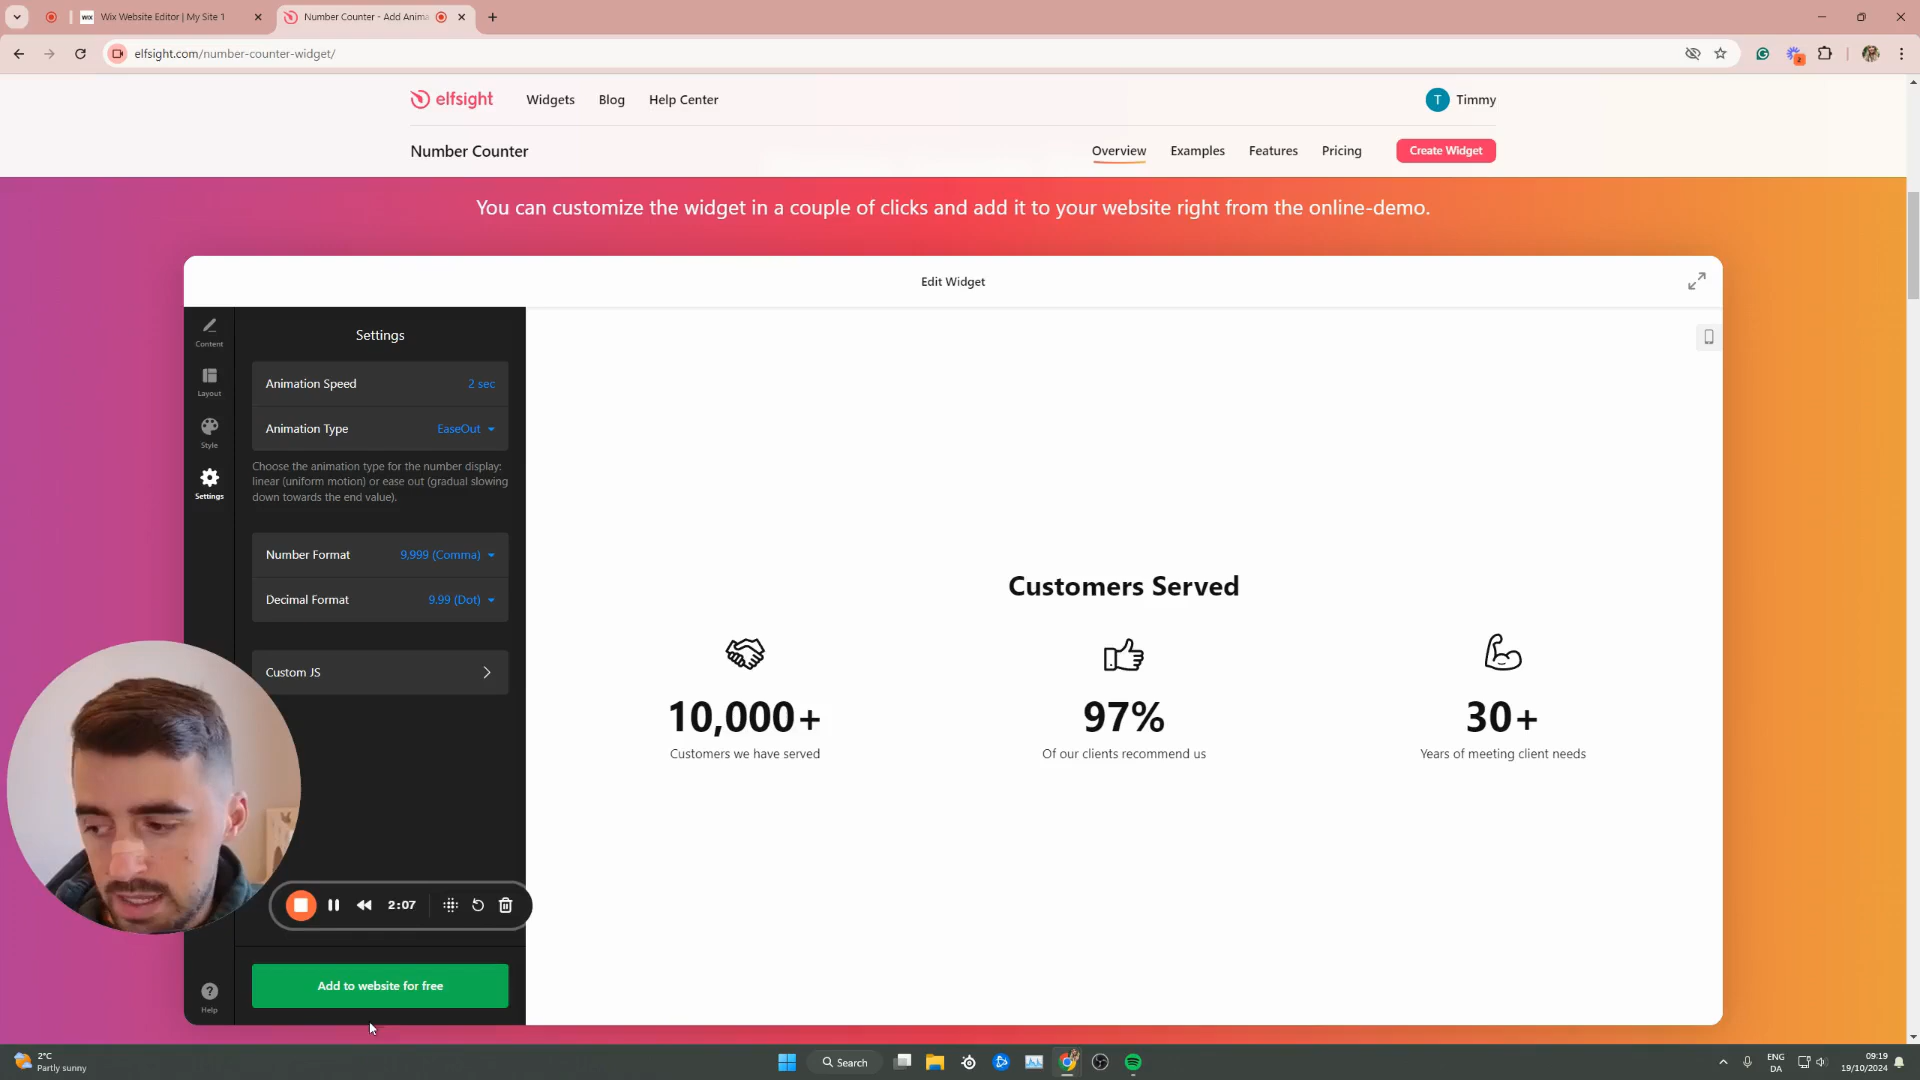 Wix Website Editor | My Site 1
Number Counter - Add Anima
elfsight.com/number-counter-widget/
elfsight
Widgets
Blog
Help Center
T
Timmy
Number Counter
Overview
Examples
Features
Pricing
Create Widget
You can customize the widget in a couple of clicks and add it to your website right from the online-demo.
Edit Widget
Content
Layout
Style
Settings
Help
Settings
Animation Speed
2 sec
Animation Type
EaseOut
Choose the animation type for the number display:
linear (uniform motion) or ease out (gradual slowing
down towards the end value).
Number Format
9,999 (Comma)
Decimal Format
9.99 (Dot)
Custom JS
Customers Served
10,000+
Customers we have served
97%
Of our clients recommend us
30+
Years of meeting client needs
2:07
Add to website for free
2°C
Partly sunny
Search
ENG
DA
09:19
19/10/2024